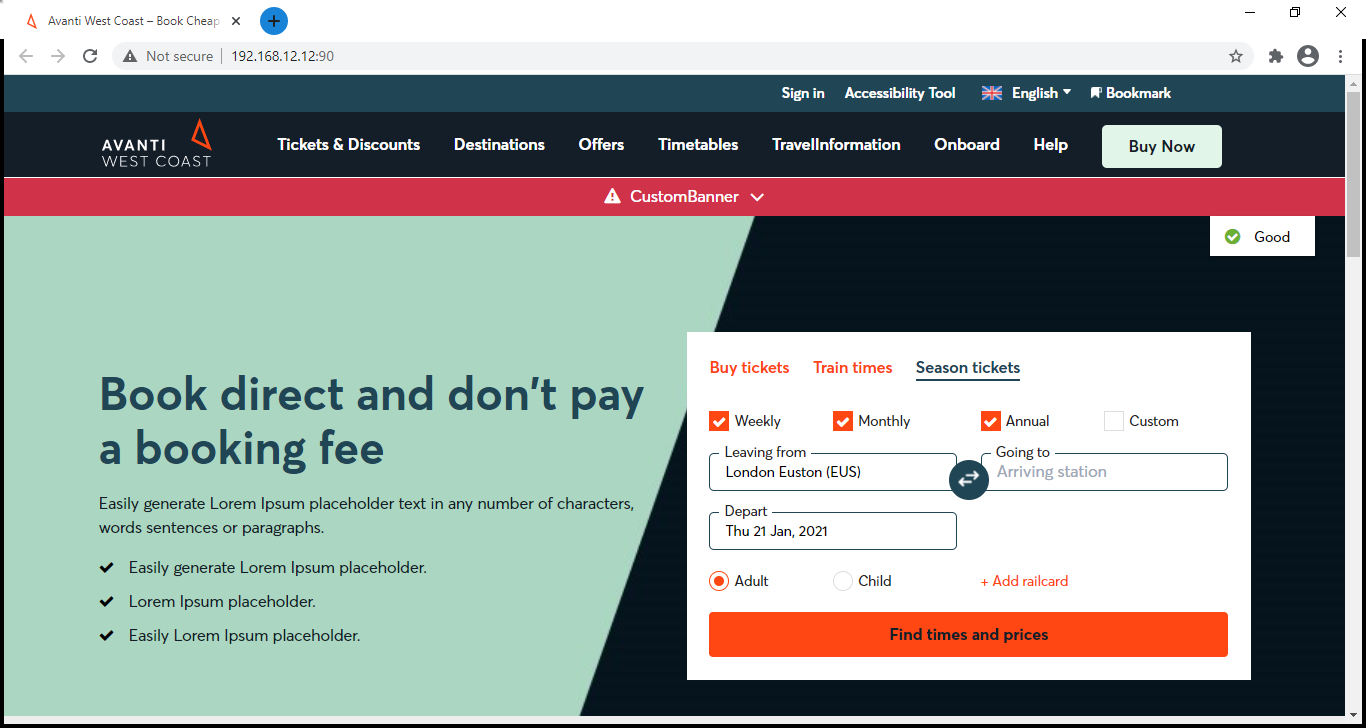 Avanti West Coast – Book Cheap
Not secure
192.168.12.12:90
Sign in
Accessibility Tool
English
Bookmark
AVANTI
WEST COAST
Tickets & Discounts
Destinations
Offers
Timetables
TravelInformation
Onboard
Help
Buy Now
CustomBanner
Good
Book direct and don't pay
a booking fee
Easily generate Lorem Ipsum placeholder text in any number of characters,
words sentences or paragraphs.
Easily generate Lorem Ipsum placeholder.
Lorem Ipsum placeholder.
Easily Lorem Ipsum placeholder.
Buy tickets
Train times
Season tickets
Weekly
Monthly
Annual
Custom
Leaving from
London Euston (EUS)
Going to
Arriving station
Depart
Thu 21 Jan, 2021
Adult
Child
+ Add railcard
Find times and prices